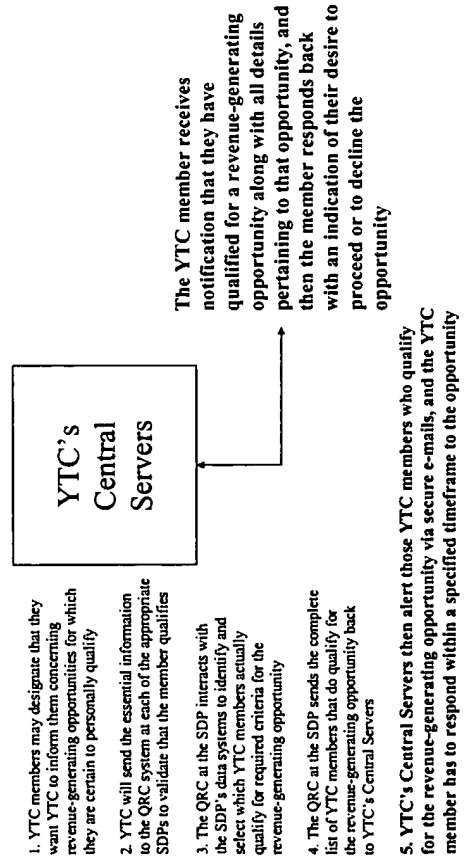 1. YTC members may designate that they
want YTC to inform them concerning
revenue-generating opportunities for which
they are certain to personally qualify
2. YTC will send the essential information
to the QRC system at each of the appropriate
SDPs to validate that the member qualifies
3. The QRC at the SDP interacts with
the SDP's data systems to identify and
select which YTC members actually
qualify for required criteria for the
revenue-generating opportunity
4. The QRC at the SDP sends the complete
list of YTC members that do qualify for
the revenue-generating opportunity back
to YTC's Central Servers
5. YTC's Central Servers then alert those YTC members who qualify
for the revenue-generating opportunity via secure e-mails, and the YTC
member has to respond within a specified timeframe to the opportunity
YTC's
Central
Servers
The YTC member receives
notification that they have
qualified for a revenue-generating
opportunity along with all details
pertaining to that opportunity, and
then the member responds back
with an indication of their desire to
proceed or to decline the
opportunity